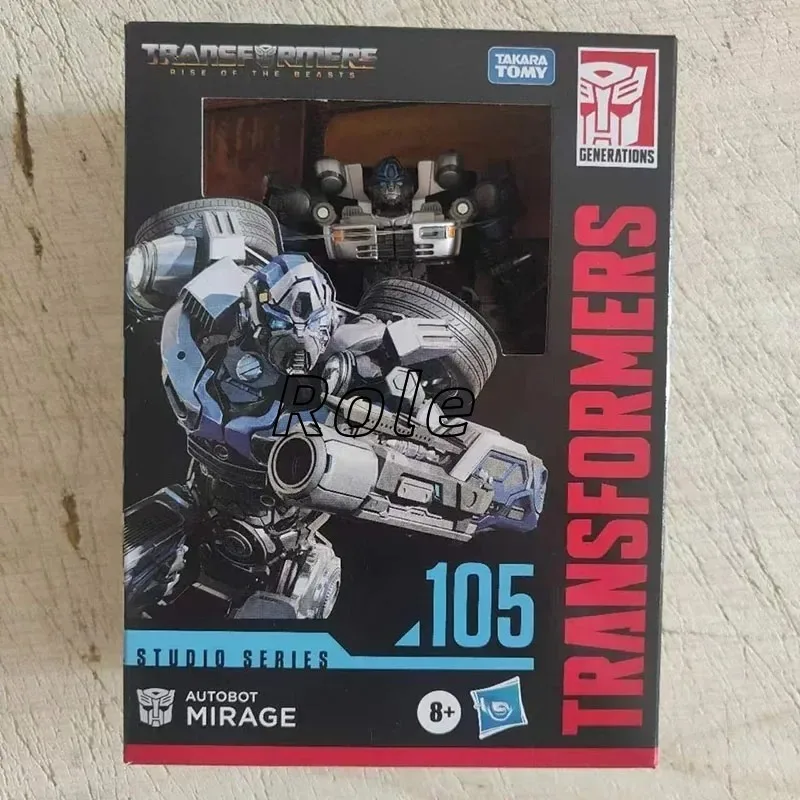 TRANSFORMERS
RISE OF THE BEASTS
TAKARA
TOMY
GENERATIONS
TRANSFORMERS
Role
105
STUDIO SERIES
AUTOBOT
MIRAGE
8+